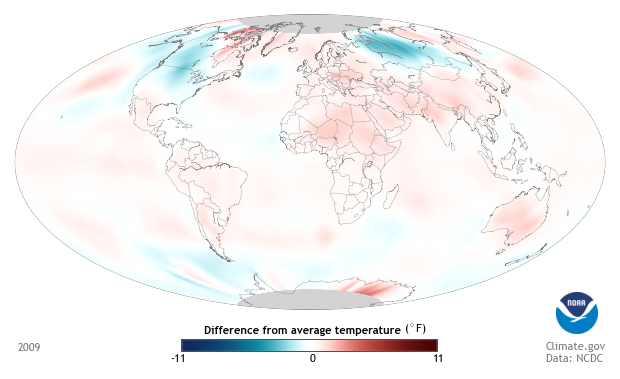 Difference from average temperature (°F)
-11 0 11
2009
NOAA
Climate.gov
Data: NCDC